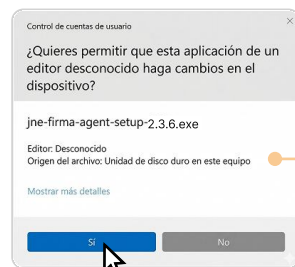 Control de cuentas de usuario
¿Quieres permitir que esta aplicación de un
editor desconocido haga cambios en el
dispositivo?
jne-firma-agent-setup-2.3.6.exe
Editor: Desconocido
Origen del archivo: Unidad de disco duro en este equipo
Mostrar más detalles
Sí
No